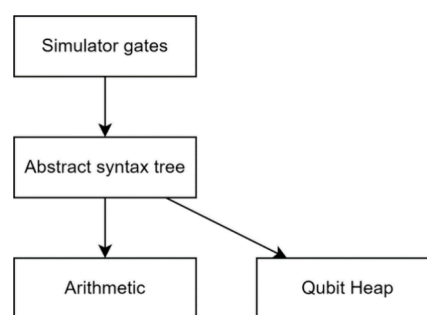 Simulator gates
Abstract syntax tree
Arithmetic
Qubit Heap